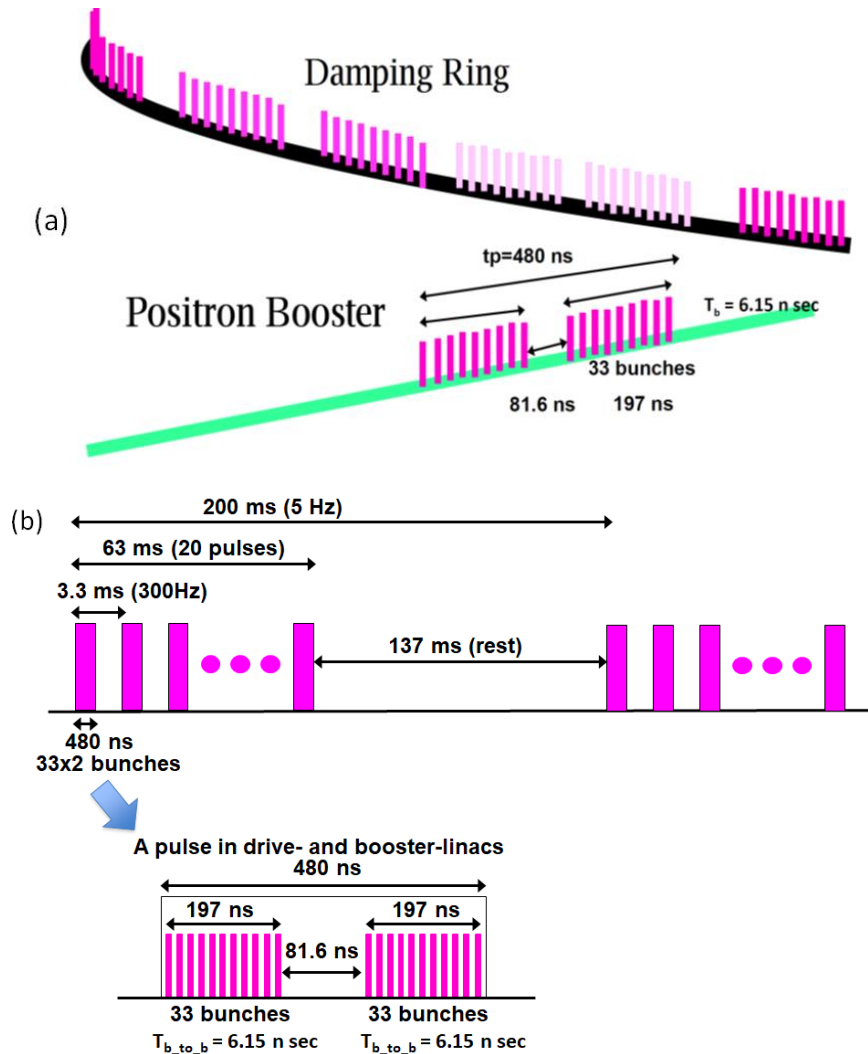 Damping Ring
(a)
tp=480 ns
Positron Booster
T_b = 6.15 n sec
33 bunches
81.6 ns
197 ns
(b)
200 ms (5 Hz)
63 ms (20 pulses)
3.3 ms (300Hz)
137 ms (rest)
480 ns
33x2 bunches
A pulse in drive- and booster-linacs
480 ns
197 ns
197 ns
81.6 ns
33 bunches
33 bunches
T_b_to_b = 6.15 n sec
T_b_to_b = 6.15 n sec